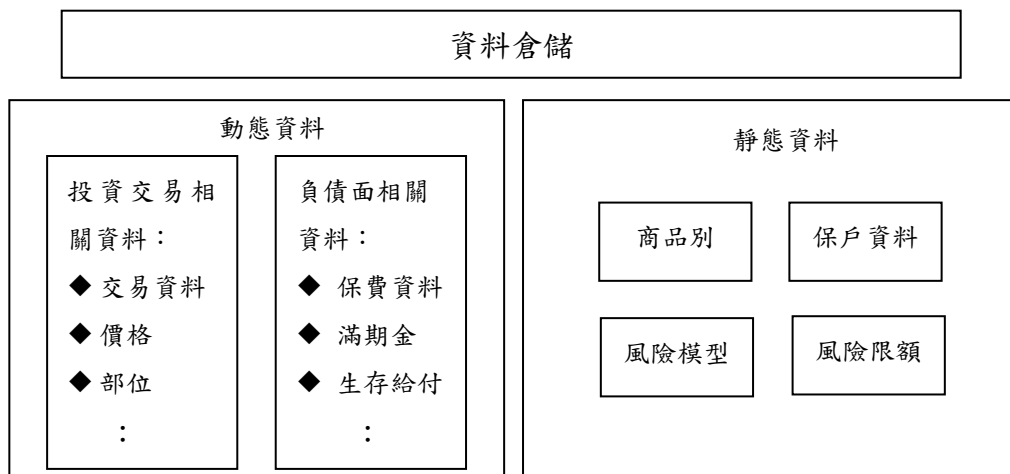 資料倉儲
動態資料
投資交易相
關資料：
◆ 交易資料
◆ 價格
◆ 部位
：
負債面相關
資料：
◆ 保費資料
◆ 滿期金
◆ 生存給付
：
靜態資料
商品別
保戶資料
風險模型
風險限額